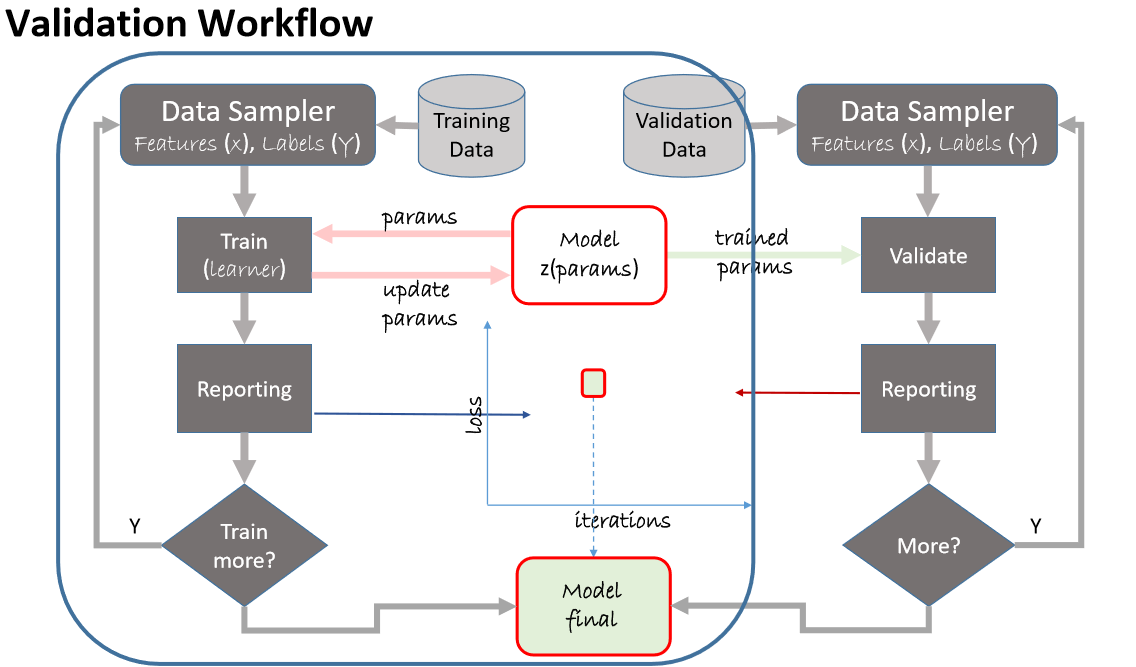 Validation Workflow
Data Sampler
Features (x), Labels (Y)
Training
Data
Validation
Data
Data Sampler
Features (x), Labels (Y)
Train
(learner)
params
update
params
Model
z(params)
trained
params
Validate
Reporting
loss
iterations
Reporting
Train
more?
Y
Model
final
More?
Y